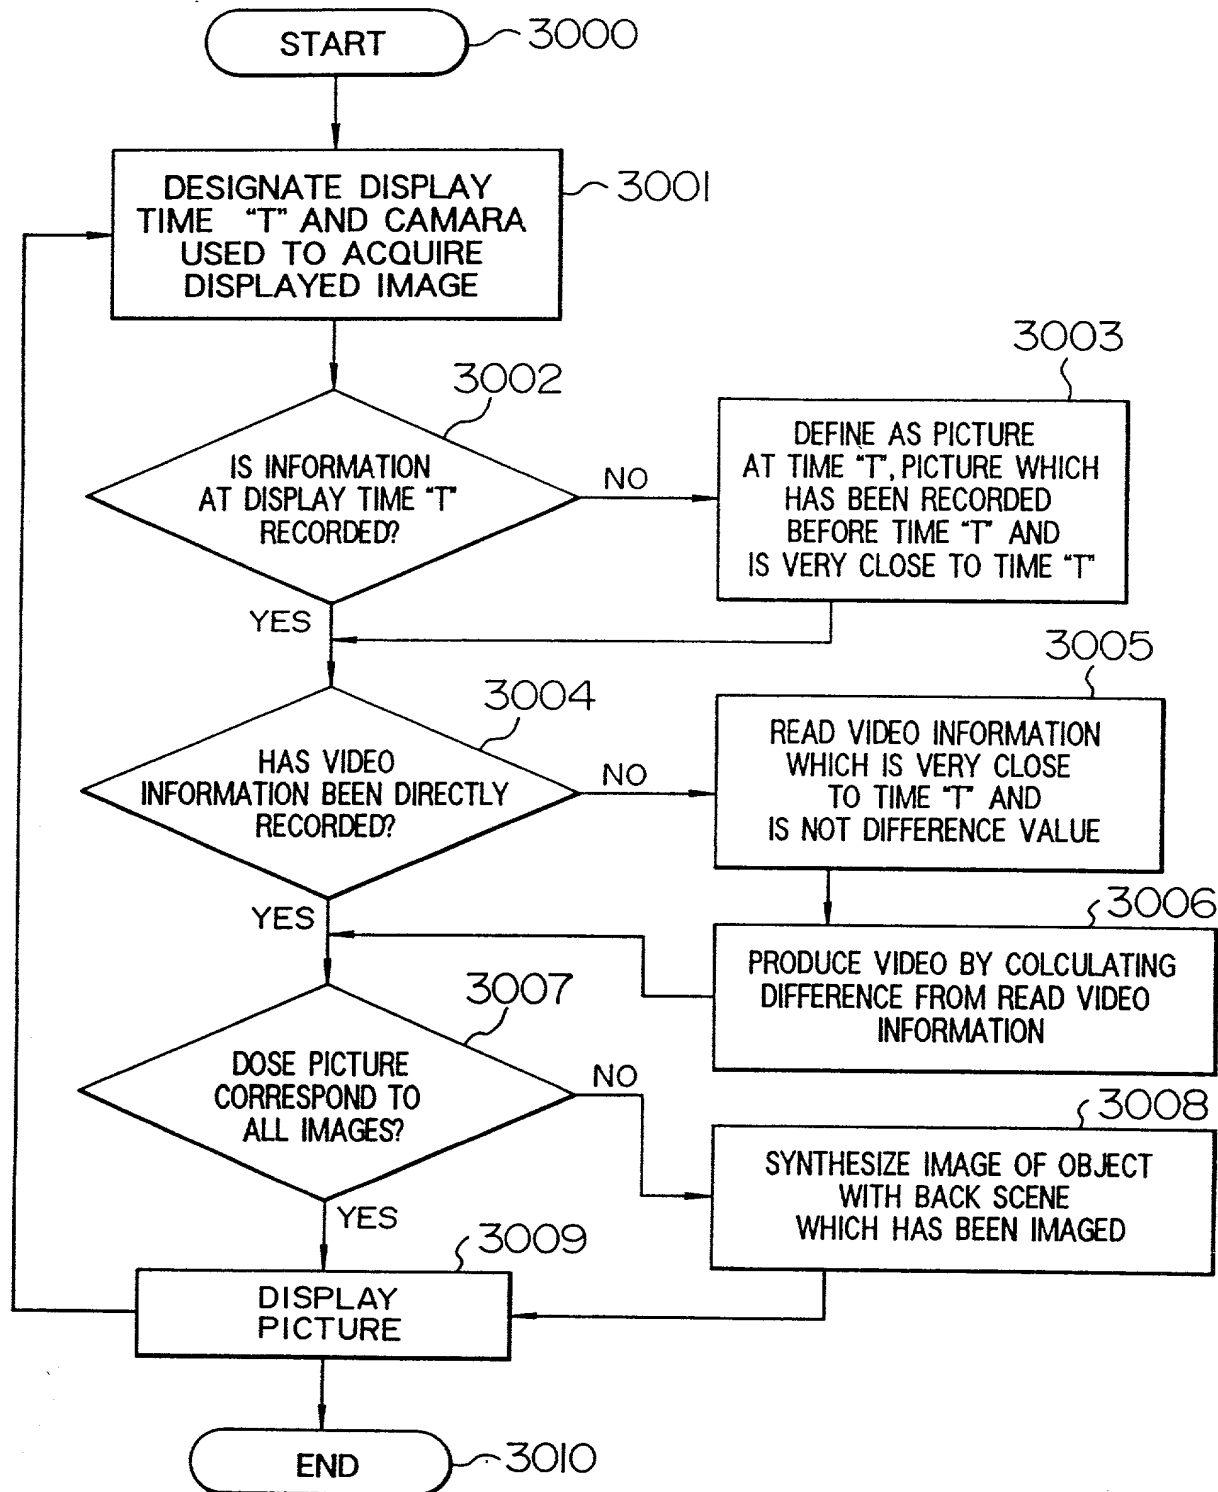 START
3000
DESIGNATE DISPLAY
TIME "T" AND CAMARA
USED TO ACQUIRE
DISPLAYED IMAGE
3001
3002
IS INFORMATION
AT DISPLAY TIME "T"
RECORDED?
NO
YES
3003
DEFINE AS PICTURE
AT TIME "T", PICTURE WHICH
HAS BEEN RECORDED
BEFORE TIME "T" AND
IS VERY CLOSE TO TIME "T"
3004
HAS VIDEO
INFORMATION BEEN DIRECTLY
RECORDED?
NO
YES
3005
READ VIDEO INFORMATION
WHICH IS VERY CLOSE
TO TIME "T" AND
IS NOT DIFFERENCE VALUE
3006
PRODUCE VIDEO BY COLCULATING
DIFFERENCE FROM READ VIDEO
INFORMATION
3007
DOSE PICTURE
CORRESPOND TO
ALL IMAGES?
NO
YES
3008
SYNTHESIZE IMAGE OF OBJECT
WITH BACK SCENE
WHICH HAS BEEN IMAGED
3009
DISPLAY
PICTURE
END
3010